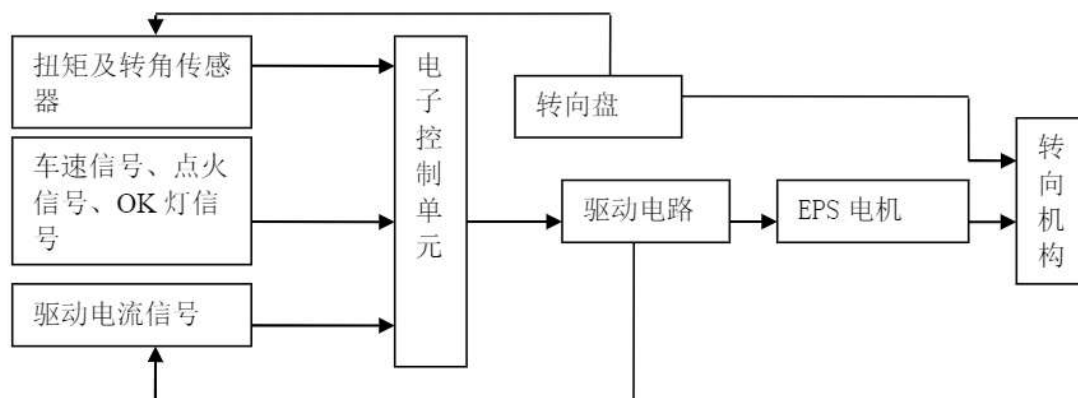 扭矩及转角传感
器
车速信号、点火
信号、OK 灯信
号
驱动电流信号
电
子
控
制
单
元
转向盘
驱动电路
EPS 电机
转
向
机
构